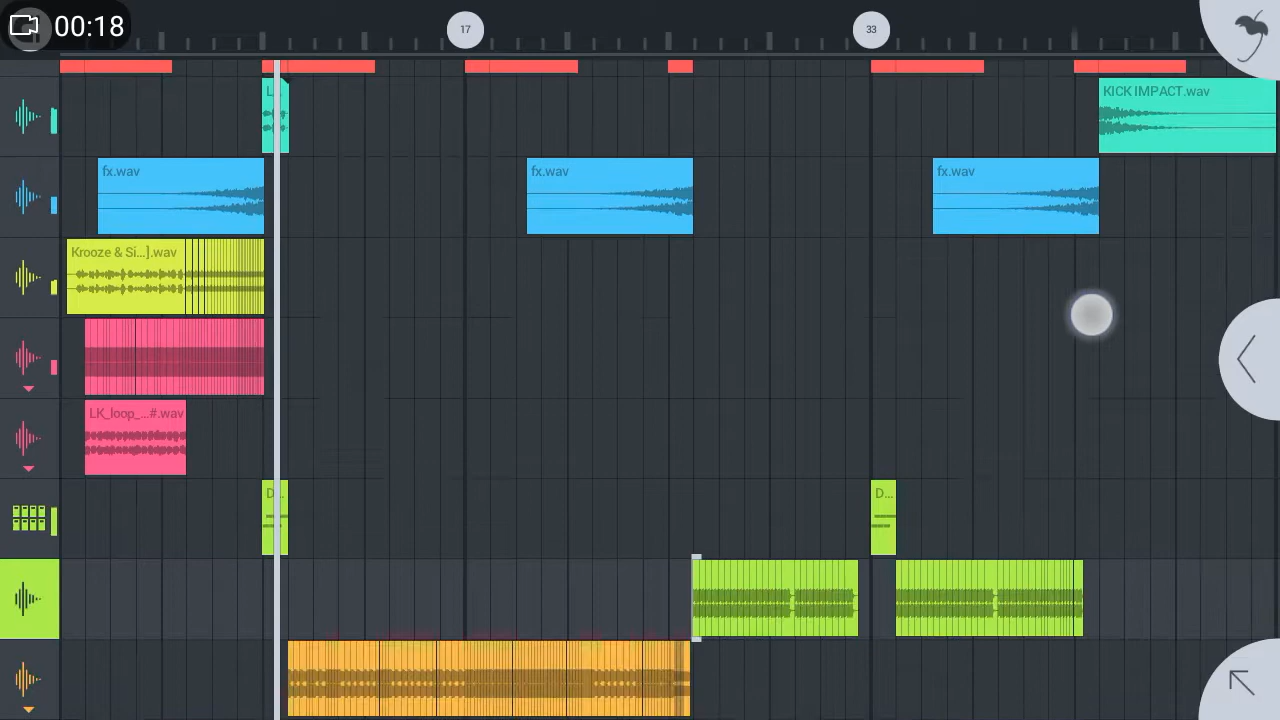 00:18
17
33
L..
KICK IMPACT.wav
fx.wav
fx.wav
fx.wav
Krooze & Si...].wav
LK_loop_...#.wav
D...
D...